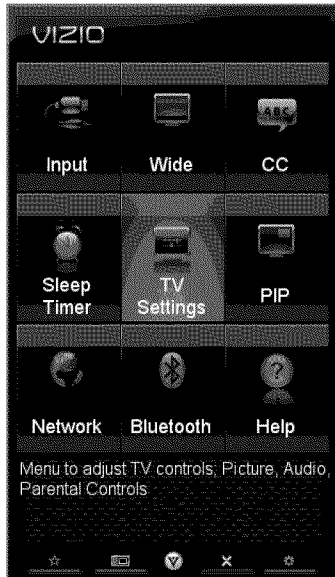 VIZIO
Input Wide CC
Sleep Timer TV Settings PIP
Network Bluetooth Help
Menu to adjust TV controls; Picture, Audio,
Parental Controls